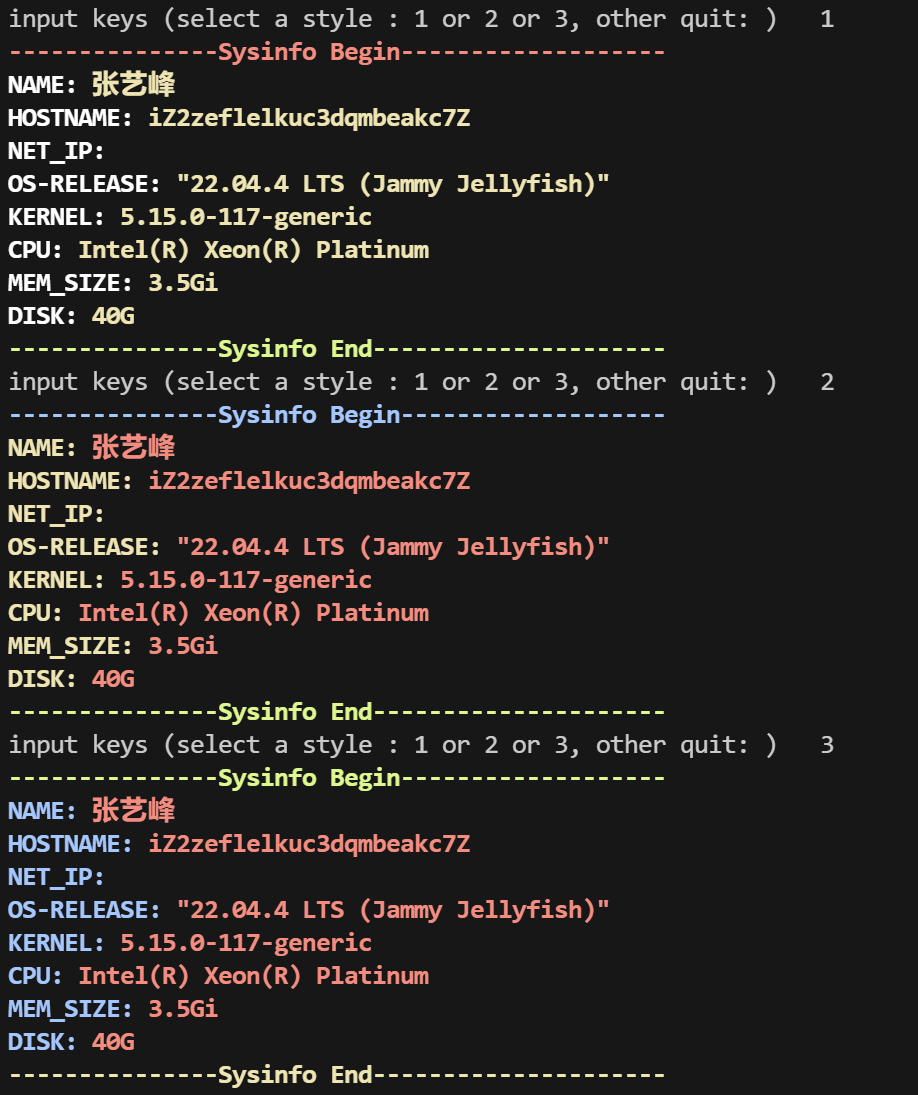 input keys (select a style : 1 or 2 or 3, other quit: )   1
---------------Sysinfo Begin-------------------
NAME: 张艺峰
HOSTNAME: iZ2zeflelkuc3dqmbeakc7Z
NET_IP:
OS-RELEASE: "22.04.4 LTS (Jammy Jellyfish)"
KERNEL: 5.15.0-117-generic
CPU: Intel(R) Xeon(R) Platinum
MEM_SIZE: 3.5Gi
DISK: 40G
---------------Sysinfo End---------------------
input keys (select a style : 1 or 2 or 3, other quit: )   2
---------------Sysinfo Begin-------------------
NAME: 张艺峰
HOSTNAME: iZ2zeflelkuc3dqmbeakc7Z
NET_IP:
OS-RELEASE: "22.04.4 LTS (Jammy Jellyfish)"
KERNEL: 5.15.0-117-generic
CPU: Intel(R) Xeon(R) Platinum
MEM_SIZE: 3.5Gi
DISK: 40G
---------------Sysinfo End---------------------
input keys (select a style : 1 or 2 or 3, other quit: )   3
---------------Sysinfo Begin-------------------
NAME: 张艺峰
HOSTNAME: iZ2zeflelkuc3dqmbeakc7Z
NET_IP:
OS-RELEASE: "22.04.4 LTS (Jammy Jellyfish)"
KERNEL: 5.15.0-117-generic
CPU: Intel(R) Xeon(R) Platinum
MEM_SIZE: 3.5Gi
DISK: 40G
---------------Sysinfo End---------------------